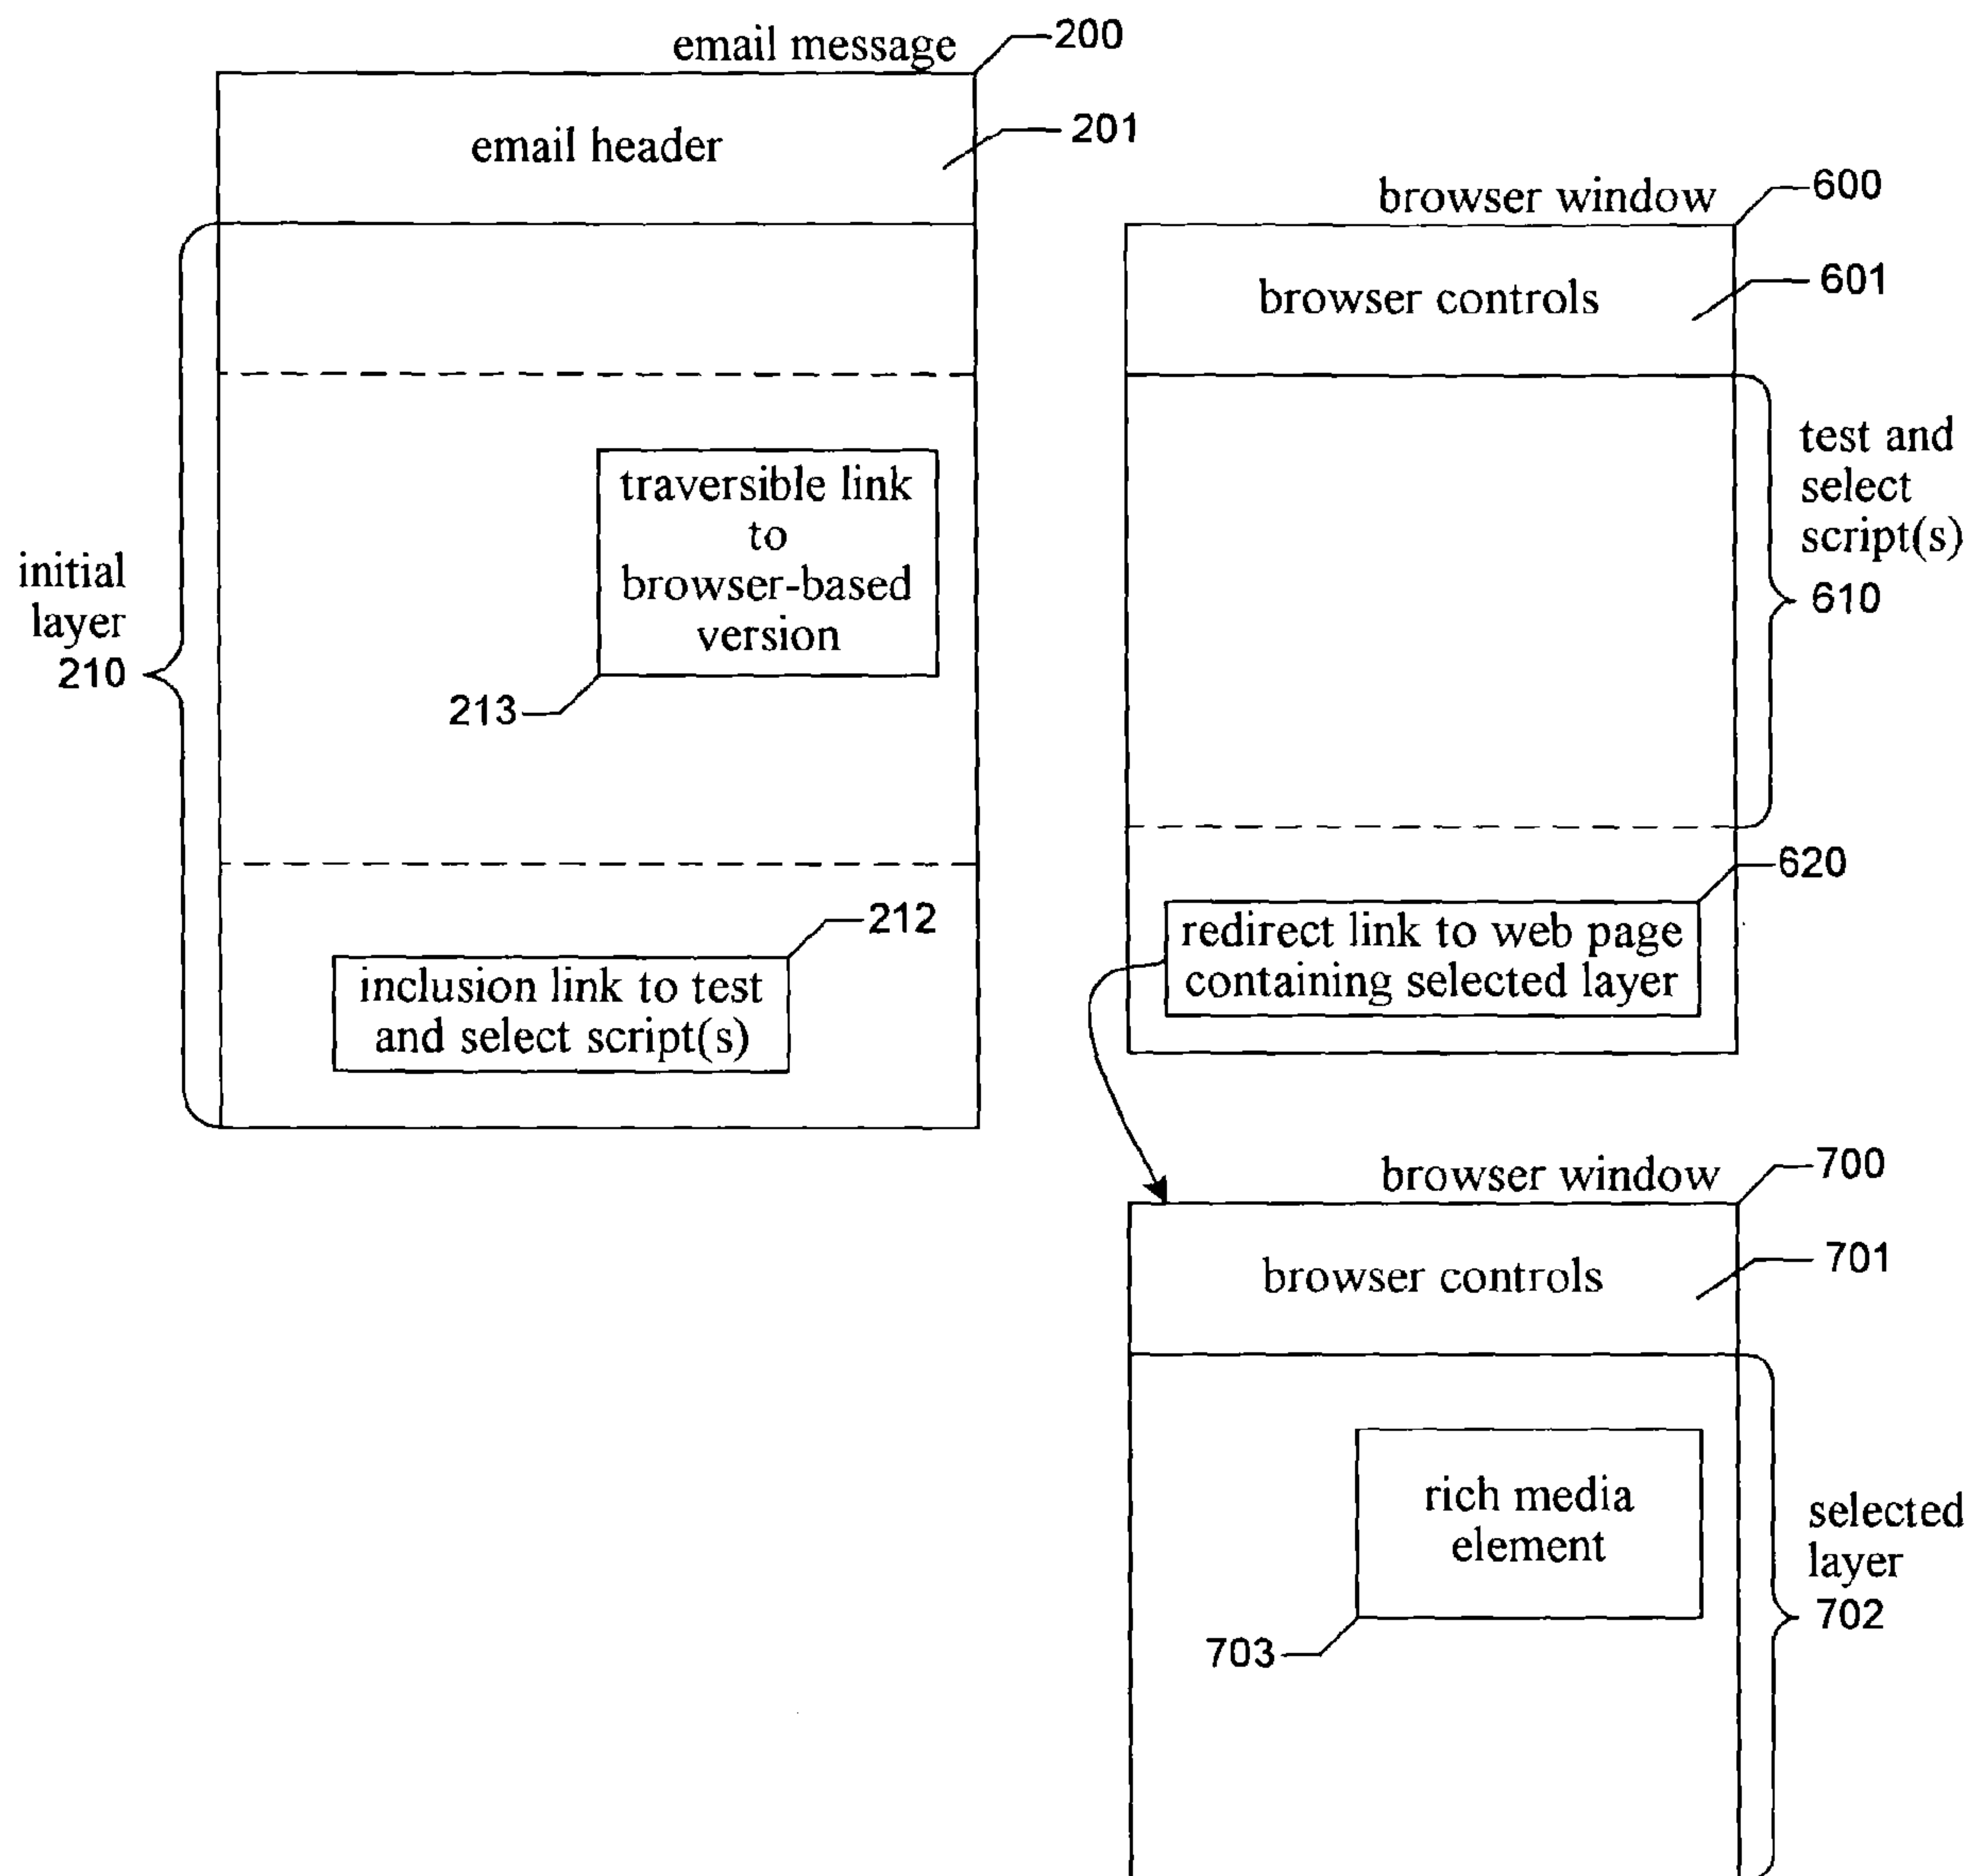 email message
200
email header
201
initial
layer
210
traversible link
to
browser-based
version
213
212
inclusion link to test
and select script(s)
browser window
600
browser controls
601
test and
select
script(s)
610
620
redirect link to web page
containing selected layer
browser window
700
browser controls
701
rich media
element
703
selected
layer
702